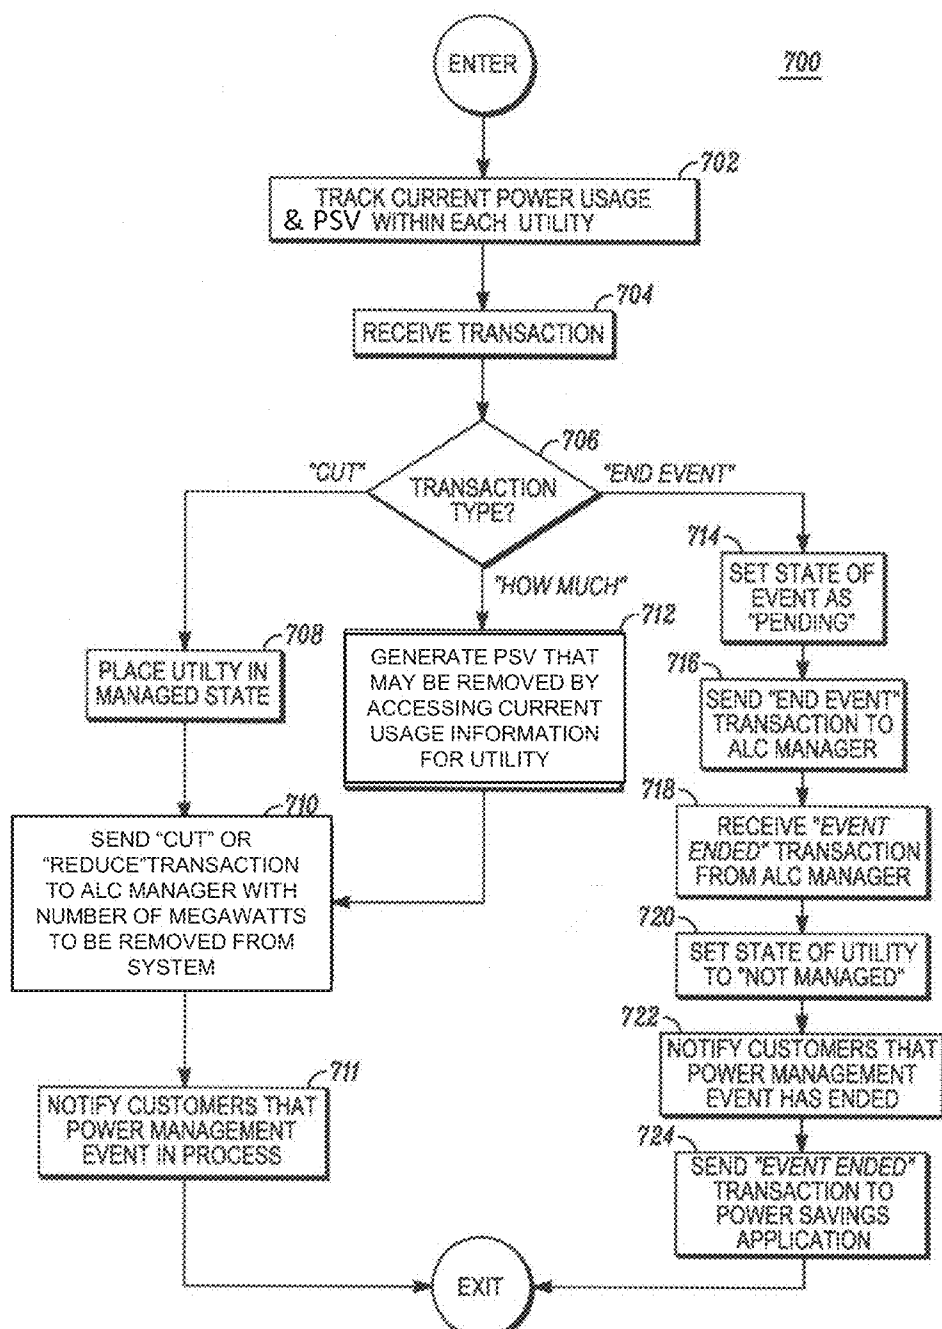 ENTER
700
702
TRACK CURRENT POWER USAGE
& PSV WITHIN EACH UTILITY
704
RECEIVE TRANSACTION
706
TRANSACTION
TYPE?
"CUT"
"END EVENT"
"HOW MUCH"
708
PLACE UTILTY IN
MANAGED STATE
712
GENERATE PSV THAT
MAY BE REMOVED BY
ACCESSING CURRENT
USAGE INFORMATION
FOR UTILITY
710
SEND "CUT" OR
"REDUCE"TRANSACTION
TO ALC MANAGER WITH
NUMBER OF MEGAWATTS
TO BE REMOVED FROM
SYSTEM
711
NOTIFY CUSTOMERS THAT
POWER MANAGEMENT
EVENT IN PROCESS
714
SET STATE OF
EVENT AS
"PENDING"
716
SEND "END EVENT"
TRANSACTION TO
ALC MANAGER
718
RECEIVE "EVENT
ENDED" TRANSACTION
FROM ALC MANAGER
720
SET STATE OF UTILITY
TO "NOT MANAGED"
722
NOTIFY CUSTOMERS THAT
POWER MANAGEMENT
EVENT HAS ENDED
724
SEND "EVENT ENDED"
TRANSACTION TO
POWER SAVINGS
APPLICATION
EXIT